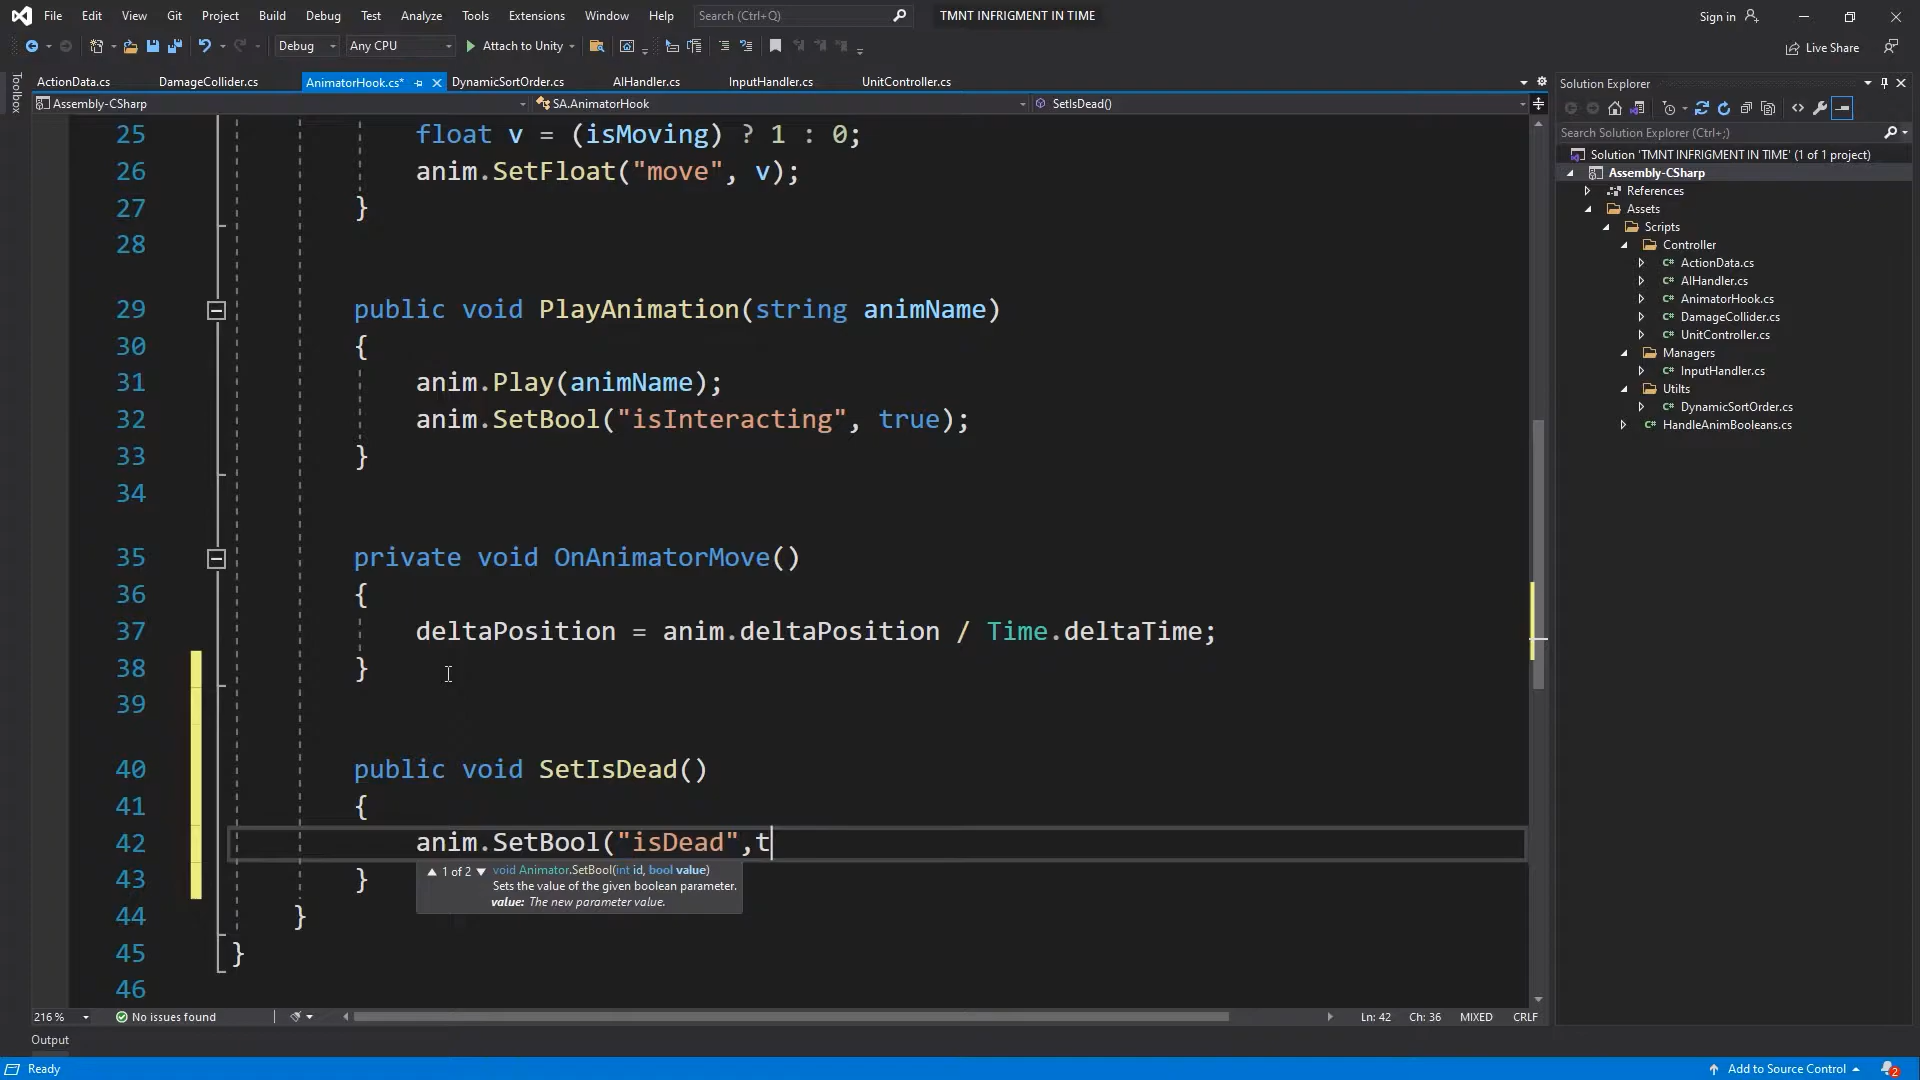 File Edit View Git Project Build Debug Test Analyze Tools Extensions Window Help Search (Ctrl+Q) TMNT INFRIGMENT IN TIME Sign in
Debug Any CPU Attach to Unity Live Share
Toolbox
ActionData.cs DamageCollider.cs AnimatorHook.cs* DynamicSortOrder.cs AIHandler.cs InputHandler.cs UnitController.cs
Assembly-CSharp SA.AnimatorHook SetIsDead()
25 float v = (isMoving) ? 1 : 0;
26 anim.SetFloat("move", v);
27 }
28
29 public void PlayAnimation(string animName)
30 {
31 anim.Play(animName);
32 anim.SetBool("isInteracting", true);
33 }
34
35 private void OnAnimatorMove()
36 {
37 deltaPosition = anim.deltaPosition / Time.deltaTime;
38 }
39
40 public void SetIsDead()
41 {
42 anim.SetBool("isDead",t
43 }
44 }
45 }
46
▲ 1 of 2 ▼ void Animator.SetBool(int id, bool value)
Sets the value of the given boolean parameter.
value: The new parameter value.
216 % No issues found Ln: 42 Ch: 36 MIXED CRLF
Output
Ready Add to Source Control 2
Solution Explorer
Search Solution Explorer (Ctrl+;)
Solution 'TMNT INFRIGMENT IN TIME' (1 of 1 project)
Assembly-CSharp
References
Assets
Scripts
Controller
C# ActionData.cs
C# AIHandler.cs
C# AnimatorHook.cs
C# DamageCollider.cs
C# UnitController.cs
Managers
C# InputHandler.cs
Utilts
C# DynamicSortOrder.cs
C# HandleAnimBooleans.cs